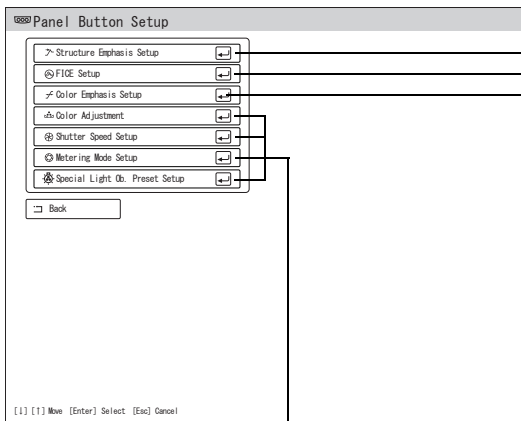 Panel Button Setup
Structure Emphasis Setup
FICE Setup
Color Emphasis Setup
Color Adjustment
Shutter Speed Setup
Metering Mode Setup
Special Light Ob. Preset Setup
Back
[↓] [↑] Move [Enter] Select [Esc] Cancel